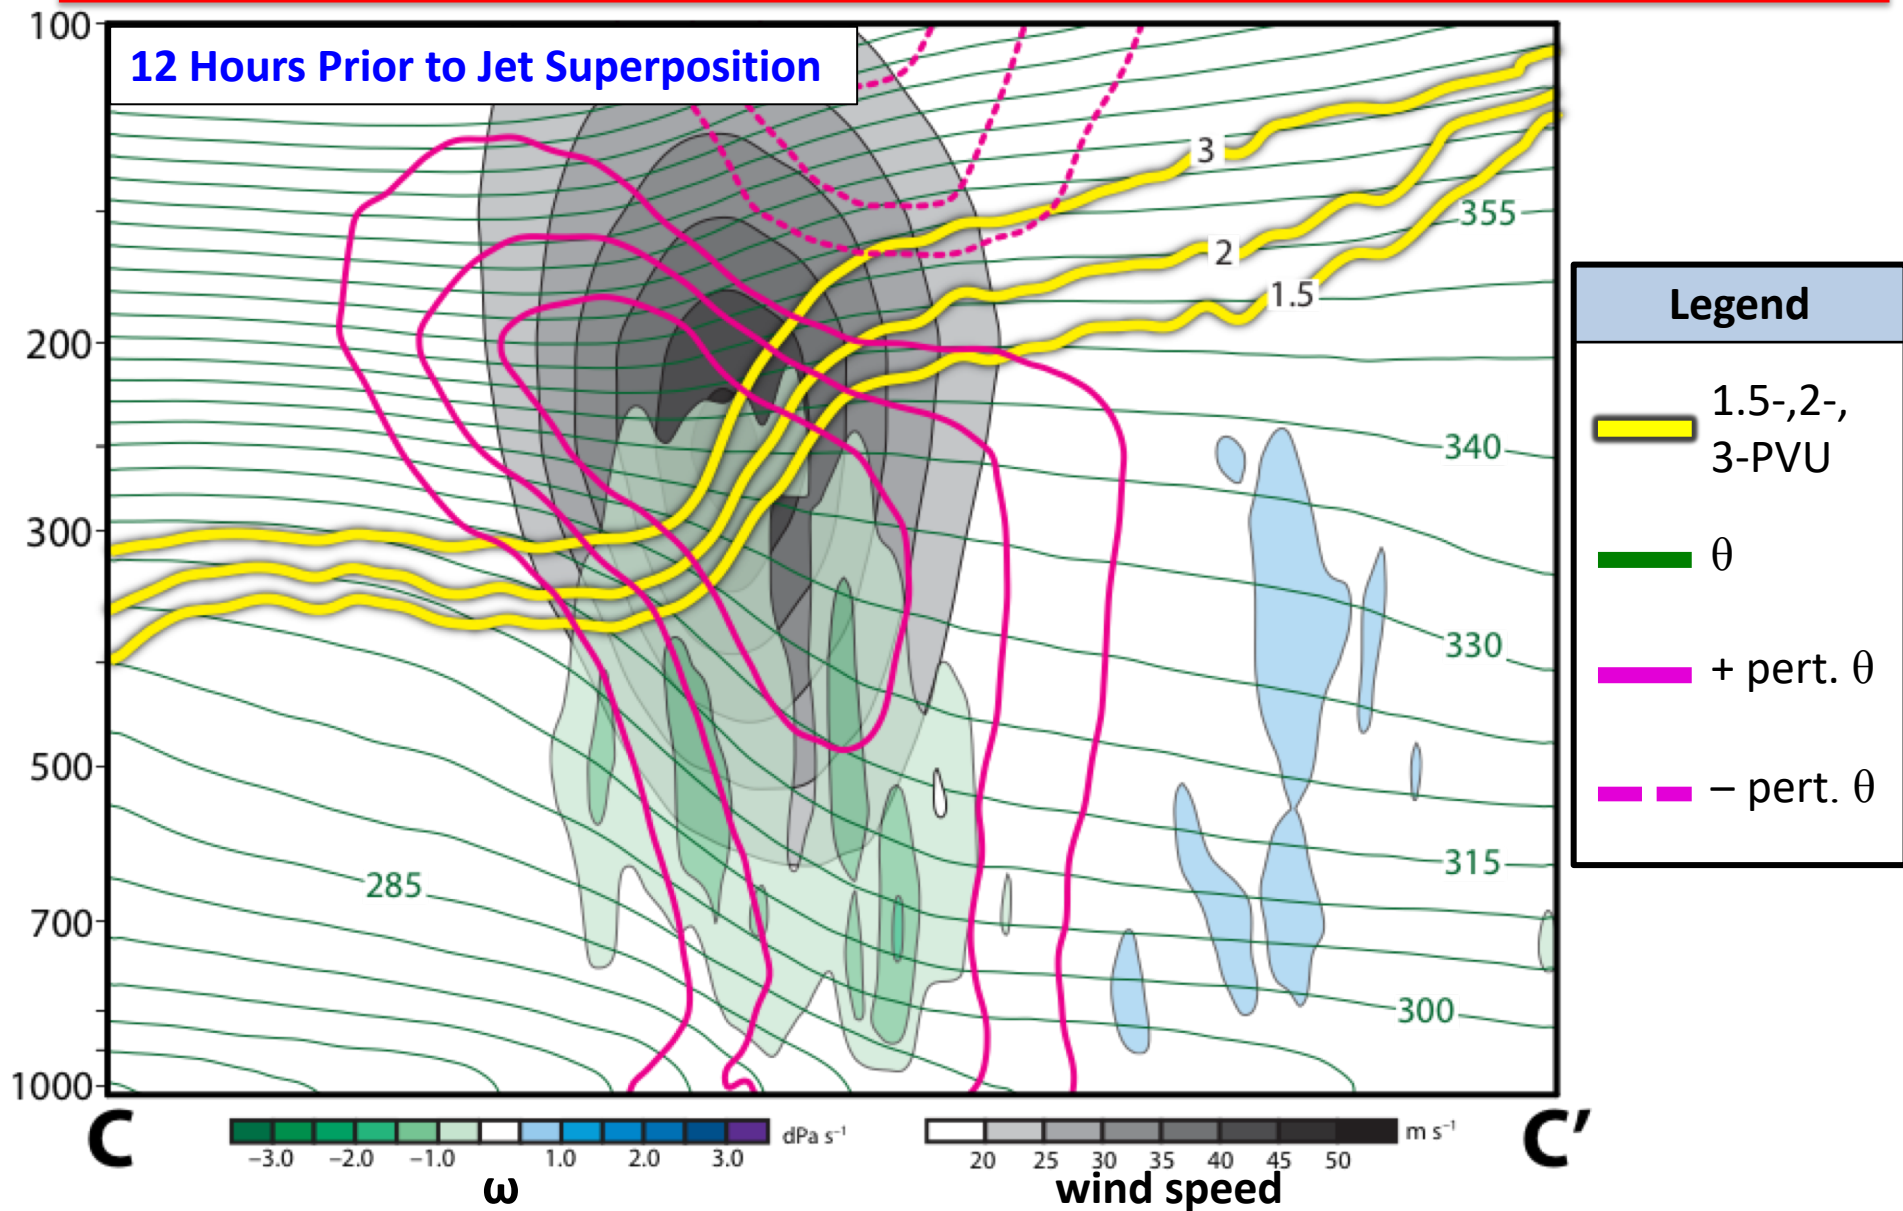 12 Hours Prior to Jet Superposition
100
200
300
500
700
1000
3
2
1.5
355
340
330
315
300
285
Legend
1.5-,2-,
3-PVU
θ
+ pert. θ
– pert. θ
C
C′
−3.0 −2.0 −1.0 1.0 2.0 3.0
dPa s⁻¹
ω
20 25 30 35 40 45 50
m s⁻¹
wind speed